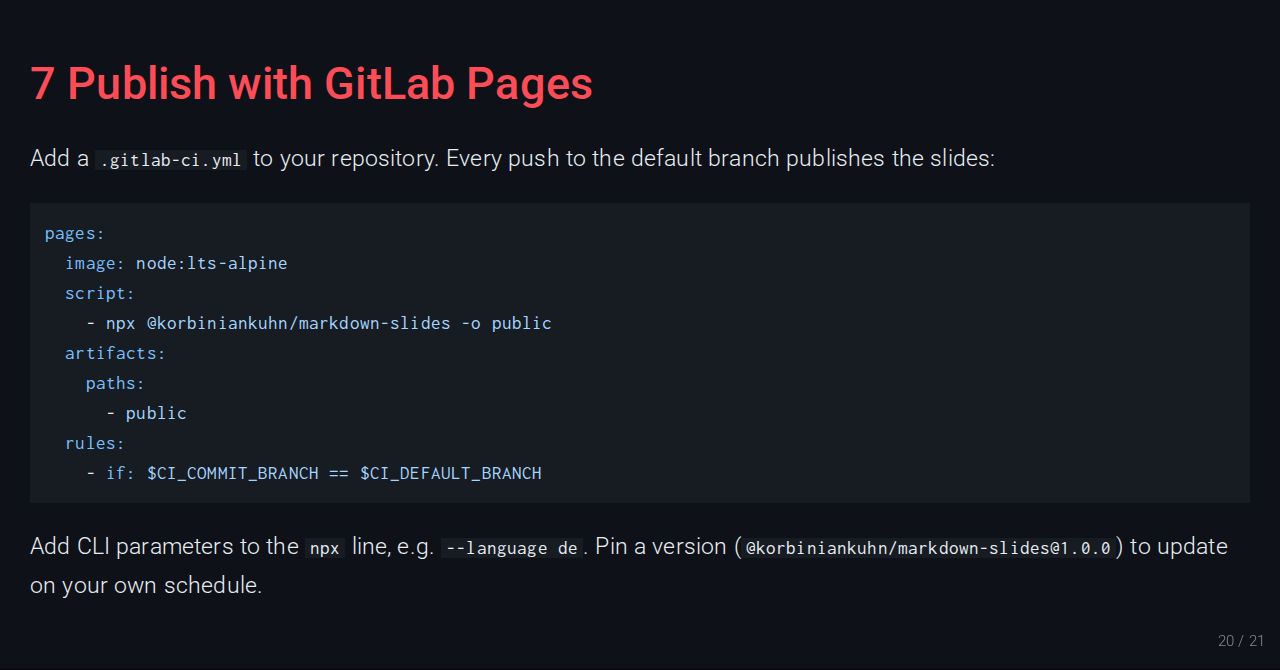 7 Publish with GitLab Pages
Add a .gitlab-ci.yml to your repository. Every push to the default branch publishes the slides:
pages:
  image: node:lts-alpine
  script:
    - npx @korbiniankuhn/markdown-slides -o public
  artifacts:
    paths:
      - public
  rules:
    - if: $CI_COMMIT_BRANCH == $CI_DEFAULT_BRANCH
Add CLI parameters to the npx line, e.g. --language de. Pin a version (@korbiniankuhn/markdown-slides@1.0.0) to update
on your own schedule.
20 / 21